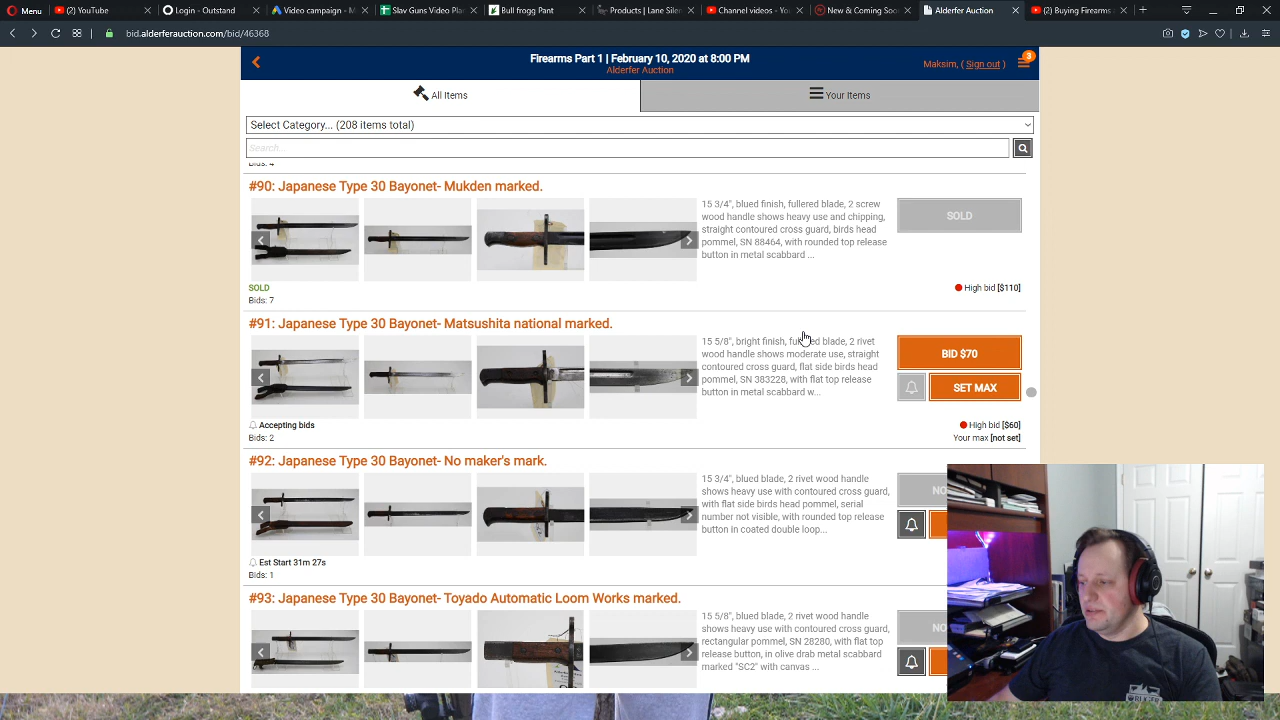 Menu
(2) YouTube
Login - Outstand
Video campaign - M
Slav Guns Video Plan
Bull frogg Pant
Products | Lane Silen
Channel videos - You
New & Coming Soo
Alderfer Auction
(2) Buying Firearms
bid.alderferauction.com/bid/46368
Firearms Part 1 | February 10, 2020 at 8:00 PM
Alderfer Auction
Maksim, ( Sign out )
3
All Items
Your Items
Select Category... (208 items total)
Search...
Bids: 4
#90: Japanese Type 30 Bayonet- Mukden marked.
15 3/4", blued finish, fullered blade, 2 screw
wood handle shows heavy use and chipping,
straight contoured cross guard, birds head
pommel, SN 88464, with rounded top release
button in metal scabbard ...
SOLD
SOLD
Bids: 7
High bid [$110]
#91: Japanese Type 30 Bayonet- Matsushita national marked.
15 5/8", bright finish, blade, 2 rivet
wood handle shows moderate use, straight
contoured cross guard, flat side birds head
pommel, SN 383228, with flat top release
button in metal scabbard w...
BID $70
SET MAX
Accepting bids
Bids: 2
High bid [$60]
Your max [not set]
#92: Japanese Type 30 Bayonet- No maker's mark.
15 3/4", blued blade, 2 rivet wood handle
shows heavy use with contoured cross guard,
with flat side birds head pommel, serial
number not visible, with rounded top release
button in coated double loop...
NO
Est Start 31m 27s
Bids: 1
#93: Japanese Type 30 Bayonet- Toyado Automatic Loom Works marked.
15 5/8", blued blade, 2 rivet wood handle
shows heavy use with contoured cross guard,
rectangular pommel, SN 28280, with flat top
release button, in olive drab metal scabbard
marked "SC2" with canvas ...
NO
RUGER